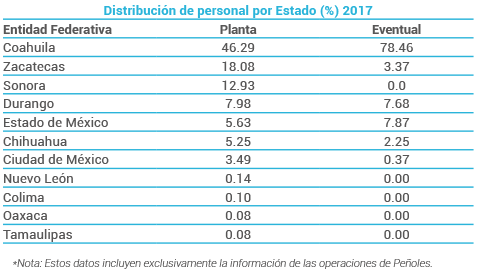 Distribución de personal por Estado (%) 2017
Entidad Federativa Planta Eventual
Coahuila 46.29 78.46
Zacatecas 18.08 3.37
Sonora 12.93 0.0
Durango 7.98 7.68
Estado de México 5.63 7.87
Chihuahua 5.25 2.25
Ciudad de México 3.49 0.37
Nuevo León 0.14 0.00
Colima 0.10 0.00
Oaxaca 0.08 0.00
Tamaulipas 0.08 0.00
*Nota: Estos datos incluyen exclusivamente la información de las operaciones de Peñoles.